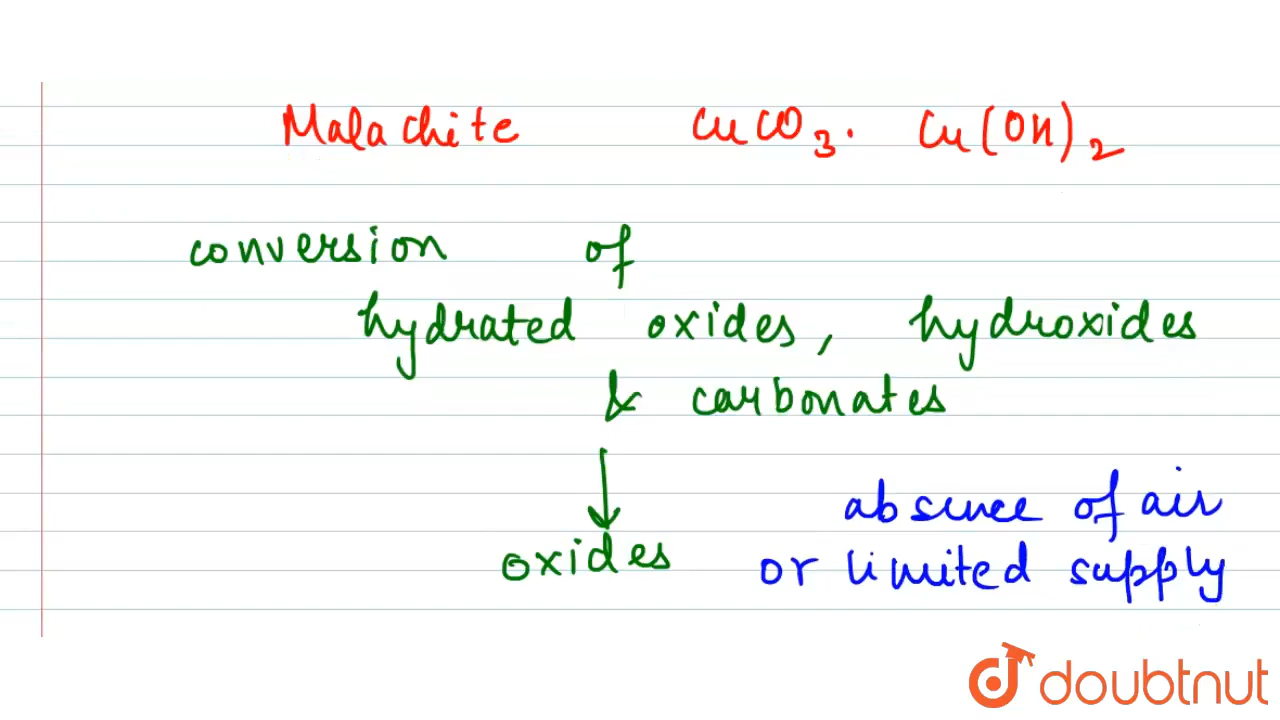 Malachite CuCO3. Cu(OH)2
conversion of
hydrated oxides, hydroxides
& carbonates
↓
oxides
absence of air
or limited supply
doubtnut